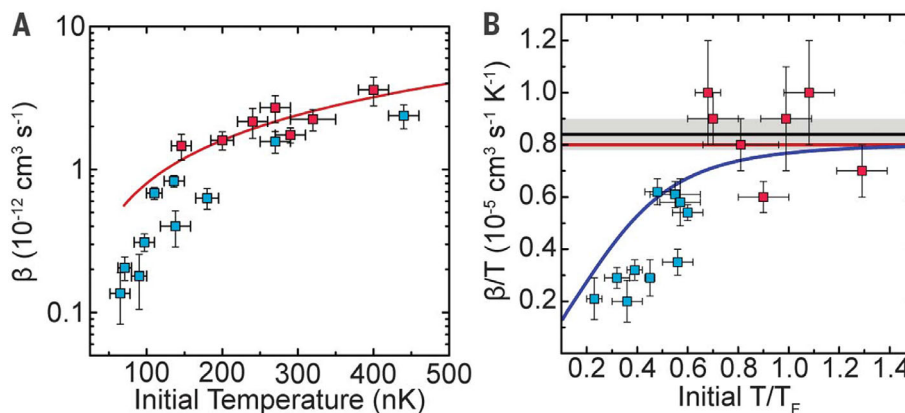 A
10
1
0.1
β (10⁻¹² cm³ s⁻¹)
100 200 300 400 500
Initial Temperature (nK)
B
1.2
1.0
0.8
0.6
0.4
0.2
β/T (10⁻⁵ cm³ s⁻¹ K⁻¹)
0.2 0.4 0.6 0.8 1.0 1.2 1.4
Initial T/T_F